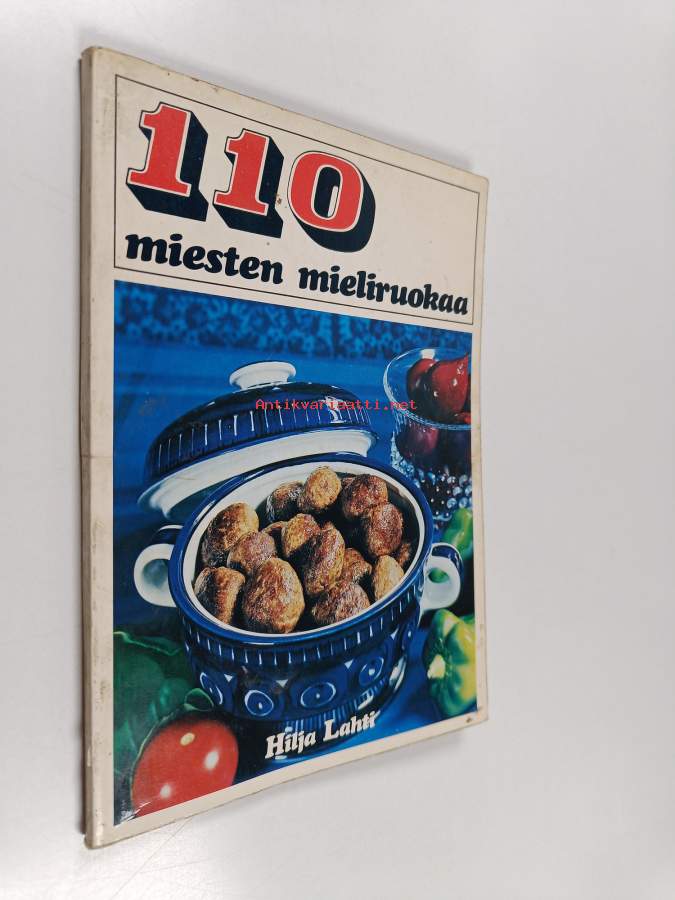 110
miesten mieliruokaa
Antikvariaatti.net
Hilja Lahti